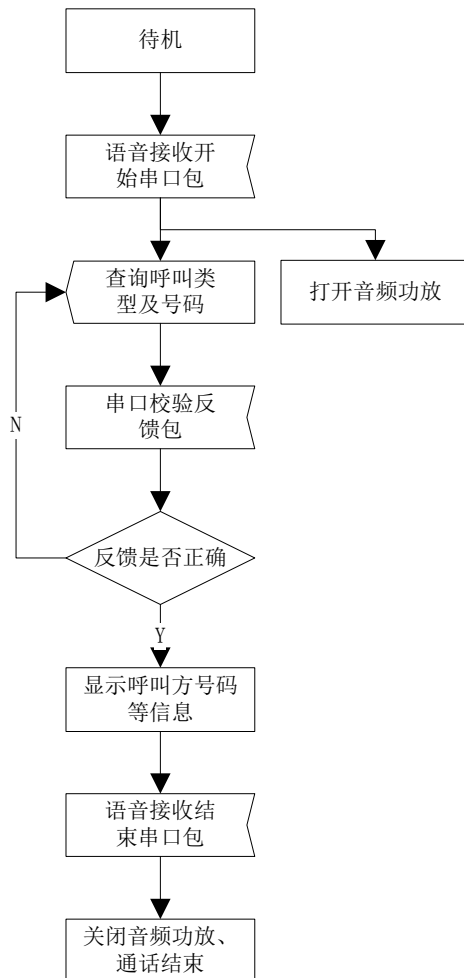 待机
语音接收开
始串口包
查询呼叫类
型及号码
打开音频功放
串口校验反
馈包
N
反馈是否正确
Y
显示呼叫方号码
等信息
语音接收结
束串口包
关闭音频功放、
通话结束